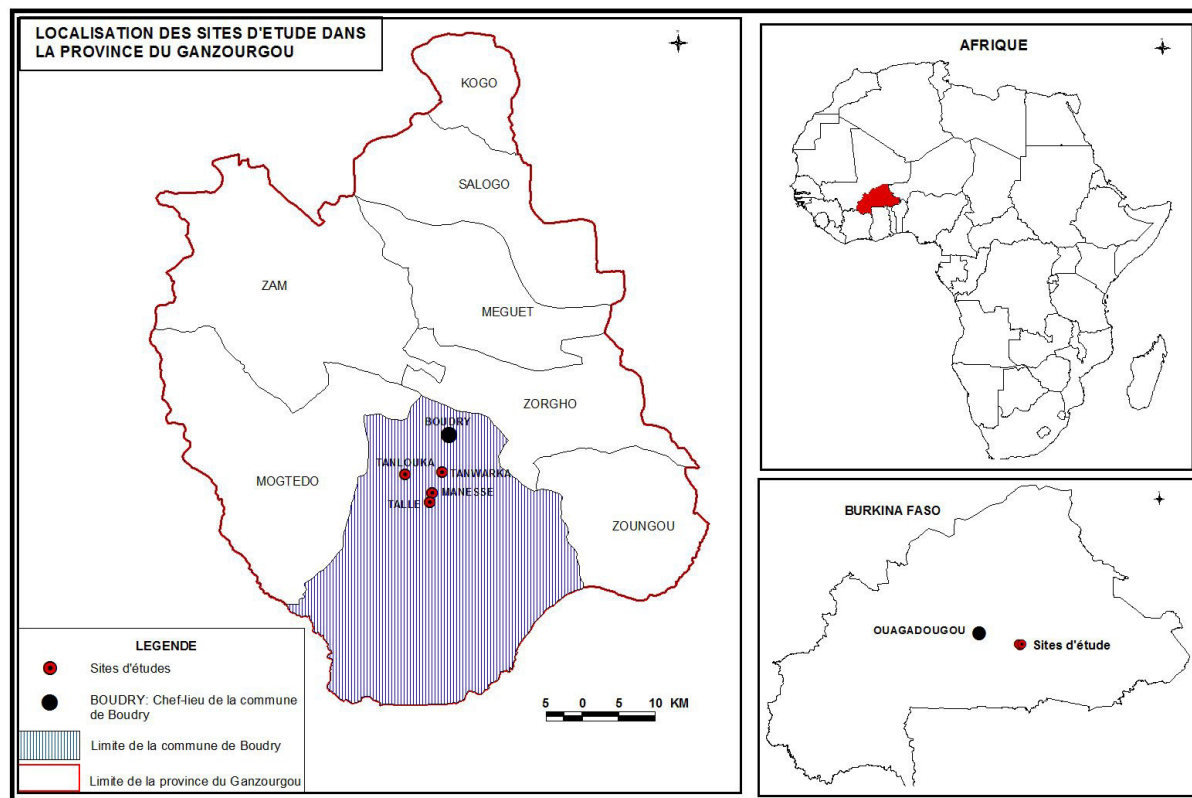 LOCALISATION DES SITES D'ETUDE DANS
LA PROVINCE DU GANZOURGOU
KOGO
SALOGO
ZAM
MEGUET
ZORGHO
BOUDRY
TANLOUKA
TANWARKA
MOGTEDO
MANESSE
TALLE
ZOUNGOU
LEGENDE
Sites d'études
BOUDRY: Chef-lieu de la commune
de Boudry
Limite de la commune de Boudry
Limite de la province du Ganzourgou
5 0 5 10 KM
AFRIQUE
BURKINA FASO
OUAGADOUGOU
Sites d'étude